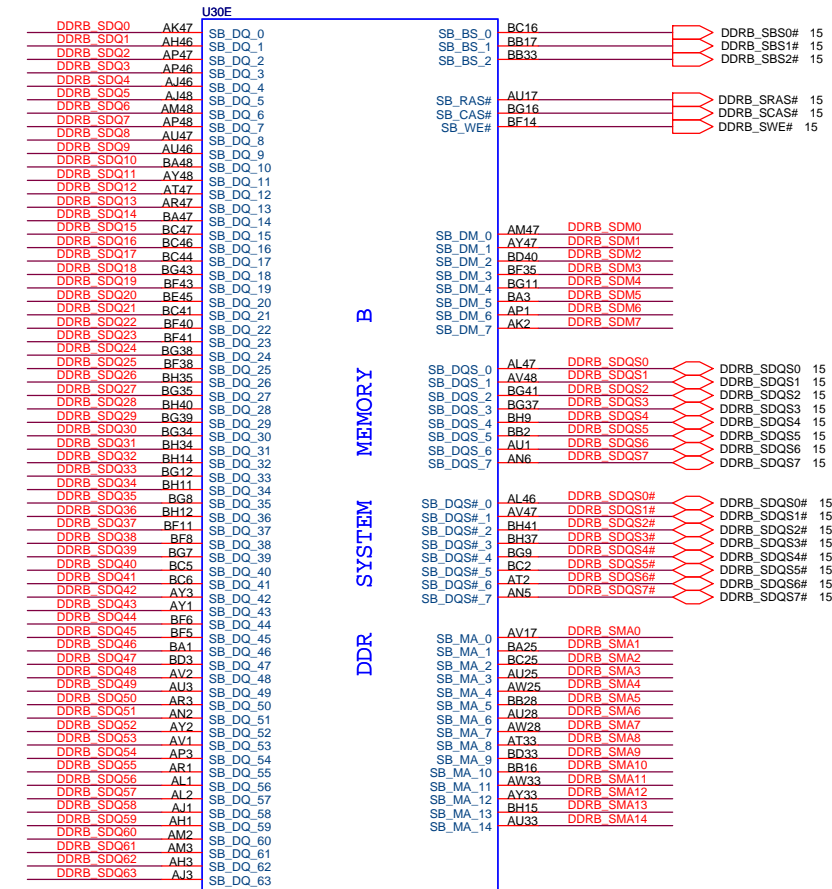 U30E
DDRB_SDQ0 AK47 SB_DQ_0
DDRB_SDQ1 AH46 SB_DQ_1
DDRB_SDQ2 AP47 SB_DQ_2
DDRB_SDQ3 AP46 SB_DQ_3
DDRB_SDQ4 AJ46 SB_DQ_4
DDRB_SDQ5 AJ48 SB_DQ_5
DDRB_SDQ6 AM48 SB_DQ_6
DDRB_SDQ7 AP48 SB_DQ_7
DDRB_SDQ8 AU47 SB_DQ_8
DDRB_SDQ9 AU46 SB_DQ_9
DDRB_SDQ10 BA48 SB_DQ_10
DDRB_SDQ11 AY48 SB_DQ_11
DDRB_SDQ12 AT47 SB_DQ_12
DDRB_SDQ13 AR47 SB_DQ_13
DDRB_SDQ14 BA47 SB_DQ_14
DDRB_SDQ15 BC47 SB_DQ_15
DDRB_SDQ16 BC46 SB_DQ_16
DDRB_SDQ17 BC44 SB_DQ_17
DDRB_SDQ18 BG43 SB_DQ_18
DDRB_SDQ19 BF43 SB_DQ_19
DDRB_SDQ20 BE45 SB_DQ_20
DDRB_SDQ21 BC41 SB_DQ_21
DDRB_SDQ22 BF40 SB_DQ_22
DDRB_SDQ23 BF41 SB_DQ_23
DDRB_SDQ24 BG38 SB_DQ_24
DDRB_SDQ25 BF38 SB_DQ_25
DDRB_SDQ26 BH35 SB_DQ_26
DDRB_SDQ27 BG35 SB_DQ_27
DDRB_SDQ28 BH40 SB_DQ_28
DDRB_SDQ29 BG39 SB_DQ_29
DDRB_SDQ30 BG34 SB_DQ_30
DDRB_SDQ31 BH34 SB_DQ_31
DDRB_SDQ32 BH14 SB_DQ_32
DDRB_SDQ33 BG12 SB_DQ_33
DDRB_SDQ34 BH11 SB_DQ_34
DDRB_SDQ35 BG8 SB_DQ_35
DDRB_SDQ36 BH12 SB_DQ_36
DDRB_SDQ37 BF11 SB_DQ_37
DDRB_SDQ38 BF8 SB_DQ_38
DDRB_SDQ39 BG7 SB_DQ_39
DDRB_SDQ40 BC5 SB_DQ_40
DDRB_SDQ41 BC6 SB_DQ_41
DDRB_SDQ42 AY3 SB_DQ_42
DDRB_SDQ43 AY1 SB_DQ_43
DDRB_SDQ44 BF6 SB_DQ_44
DDRB_SDQ45 BF5 SB_DQ_45
DDRB_SDQ46 BA1 SB_DQ_46
DDRB_SDQ47 BD3 SB_DQ_47
DDRB_SDQ48 AV2 SB_DQ_48
DDRB_SDQ49 AU3 SB_DQ_49
DDRB_SDQ50 AR3 SB_DQ_50
DDRB_SDQ51 AN2 SB_DQ_51
DDRB_SDQ52 AY2 SB_DQ_52
DDRB_SDQ53 AV1 SB_DQ_53
DDRB_SDQ54 AP3 SB_DQ_54
DDRB_SDQ55 AR1 SB_DQ_55
DDRB_SDQ56 AL1 SB_DQ_56
DDRB_SDQ57 AL2 SB_DQ_57
DDRB_SDQ58 AJ1 SB_DQ_58
DDRB_SDQ59 AH1 SB_DQ_59
DDRB_SDQ60 AM2 SB_DQ_60
DDRB_SDQ61 AM3 SB_DQ_61
DDRB_SDQ62 AH3 SB_DQ_62
DDRB_SDQ63 AJ3 SB_DQ_63
DDR SYSTEM MEMORY B
SB_BS_0 BC16 DDRB_SBS0# 15
SB_BS_1 BB17 DDRB_SBS1# 15
SB_BS_2 BB33 DDRB_SBS2# 15
SB_RAS# AU17 DDRB_SRAS# 15
SB_CAS# BG16 DDRB_SCAS# 15
SB_WE# BF14 DDRB_SWE# 15
SB_DM_0 AM47 DDRB_SDM0
SB_DM_1 AY47 DDRB_SDM1
SB_DM_2 BD40 DDRB_SDM2
SB_DM_3 BF35 DDRB_SDM3
SB_DM_4 BG11 DDRB_SDM4
SB_DM_5 BA3 DDRB_SDM5
SB_DM_6 AP1 DDRB_SDM6
SB_DM_7 AK2 DDRB_SDM7
SB_DQS_0 AL47 DDRB_SDQS0 DDRB_SDQS0 15
SB_DQS_1 AV48 DDRB_SDQS1 DDRB_SDQS1 15
SB_DQS_2 BG41 DDRB_SDQS2 DDRB_SDQS2 15
SB_DQS_3 BG37 DDRB_SDQS3 DDRB_SDQS3 15
SB_DQS_4 BH9 DDRB_SDQS4 DDRB_SDQS4 15
SB_DQS_5 BB2 DDRB_SDQS5 DDRB_SDQS5 15
SB_DQS_6 AU1 DDRB_SDQS6 DDRB_SDQS6 15
SB_DQS_7 AN6 DDRB_SDQS7 DDRB_SDQS7 15
SB_DQS#_0 AL46 DDRB_SDQS0# DDRB_SDQS0# 15
SB_DQS#_1 AV47 DDRB_SDQS1# DDRB_SDQS1# 15
SB_DQS#_2 BH41 DDRB_SDQS2# DDRB_SDQS2# 15
SB_DQS#_3 BH37 DDRB_SDQS3# DDRB_SDQS3# 15
SB_DQS#_4 BG9 DDRB_SDQS4# DDRB_SDQS4# 15
SB_DQS#_5 BC2 DDRB_SDQS5# DDRB_SDQS5# 15
SB_DQS#_6 AT2 DDRB_SDQS6# DDRB_SDQS6# 15
SB_DQS#_7 AN5 DDRB_SDQS7# DDRB_SDQS7# 15
SB_MA_0 AV17 DDRB_SMA0
SB_MA_1 BA25 DDRB_SMA1
SB_MA_2 BC25 DDRB_SMA2
SB_MA_3 AU25 DDRB_SMA3
SB_MA_4 AW25 DDRB_SMA4
SB_MA_5 BB28 DDRB_SMA5
SB_MA_6 AU28 DDRB_SMA6
SB_MA_7 AW28 DDRB_SMA7
SB_MA_8 AT33 DDRB_SMA8
SB_MA_9 BD33 DDRB_SMA9
SB_MA_10 BB16 DDRB_SMA10
SB_MA_11 AW33 DDRB_SMA11
SB_MA_12 AY33 DDRB_SMA12
SB_MA_13 BH15 DDRB_SMA13
SB_MA_14 AU33 DDRB_SMA14